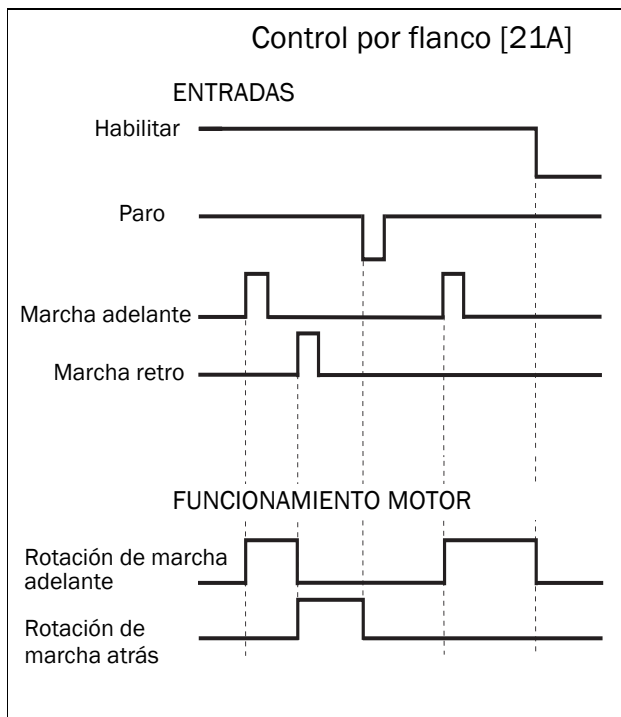 Control por flanco [21A]
ENTRADAS
Habilitar
Paro
Marcha adelante
Marcha retro
FUNCIONAMIENTO MOTOR
Rotación de marcha
adelante
Rotación de
marcha atrás